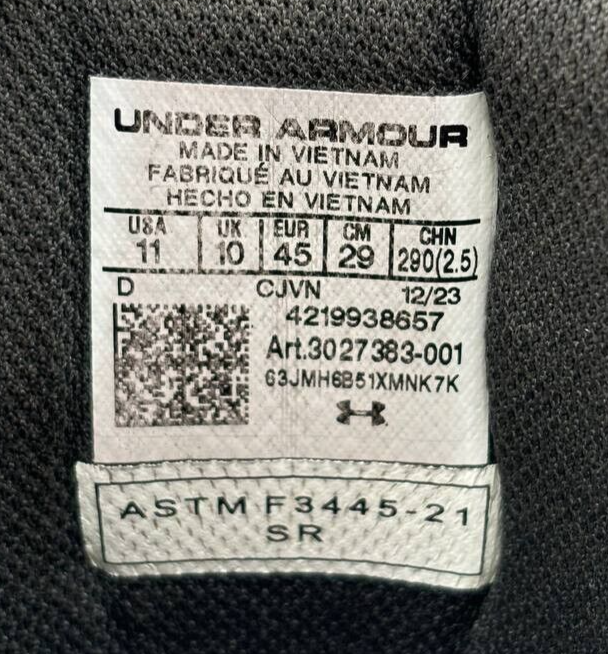 UNDER ARMOUR
MADE IN VIETNAM
FABRIQUÉ AU VIETNAM
HECHO EN VIETNAM
USA UK EUR CM CHN
11 10 45 29 290(2.5)
D CJVN 12/23
4219938657
Art.3027383-001
63JMH6B51XMNK7K
ASTM F3445-21
SR